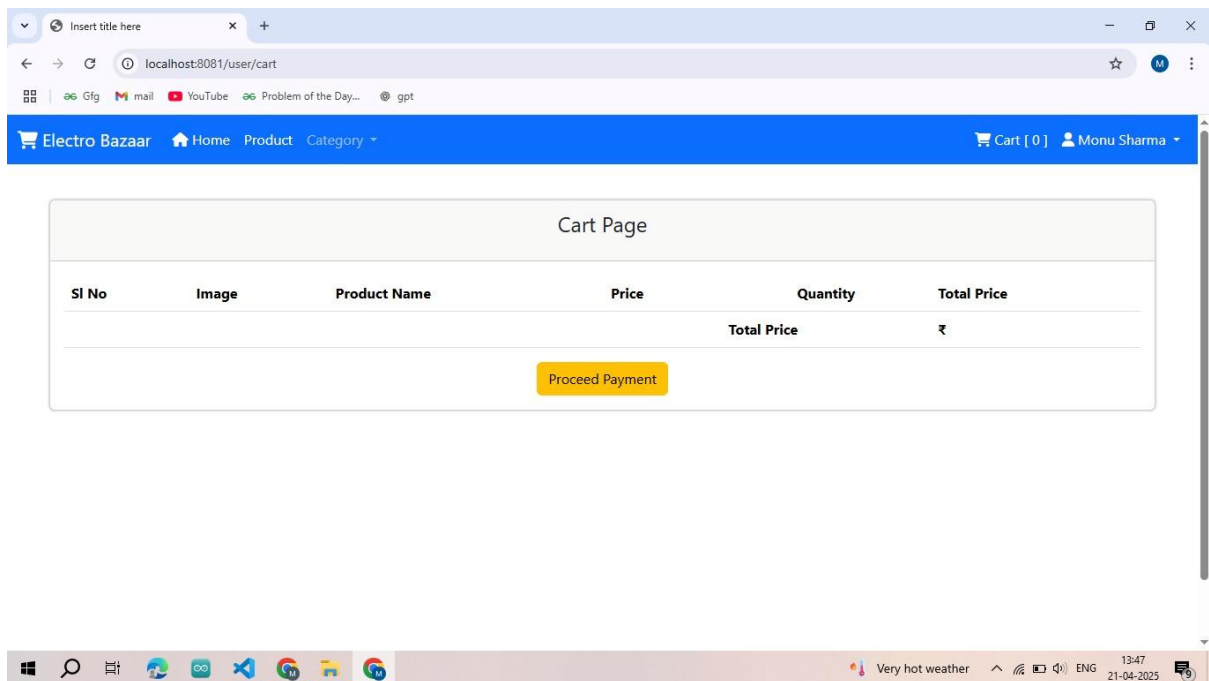 Insert title here
localhost:8081/user/cart
M
Gfg mail YouTube Problem of the Day... gpt
Electro Bazaar Home Product Category Cart [ 0 ] Monu Sharma
Cart Page
Sl No Image Product Name Price Quantity Total Price
Total Price ₹
Proceed Payment
Very hot weather ENG 13:47
21-04-2025
9